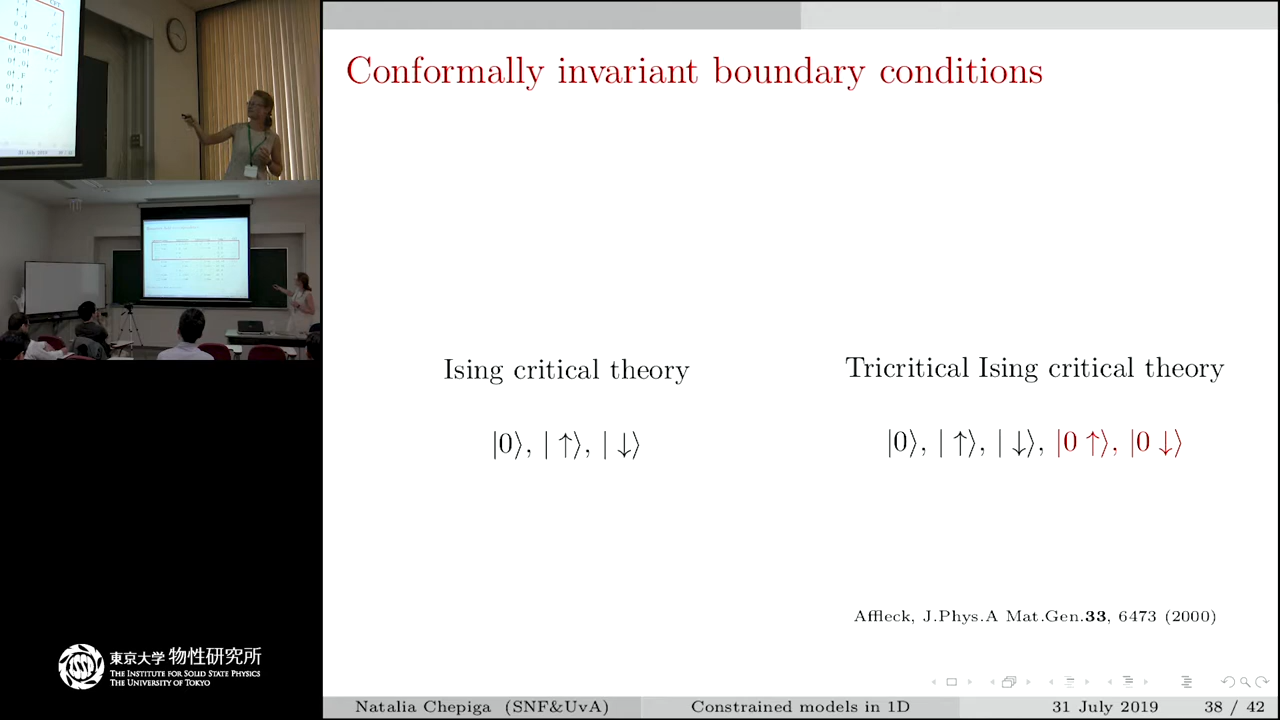 Conformally invariant boundary conditions
Ising critical theory
Tricritical Ising critical theory
|0⟩, | ↑⟩, | ↓⟩
|0⟩, | ↑⟩, | ↓⟩, |0 ↑⟩, |0 ↓⟩
Affleck, J.Phys.A Mat.Gen.33, 6473 (2000)
東京大学 物性研究所
THE INSTITUTE FOR SOLID STATE PHYSICS
THE UNIVERSITY OF TOKYO
Natalia Chepiga (SNF&UvA)
Constrained models in 1D
31 July 2019
38 / 42